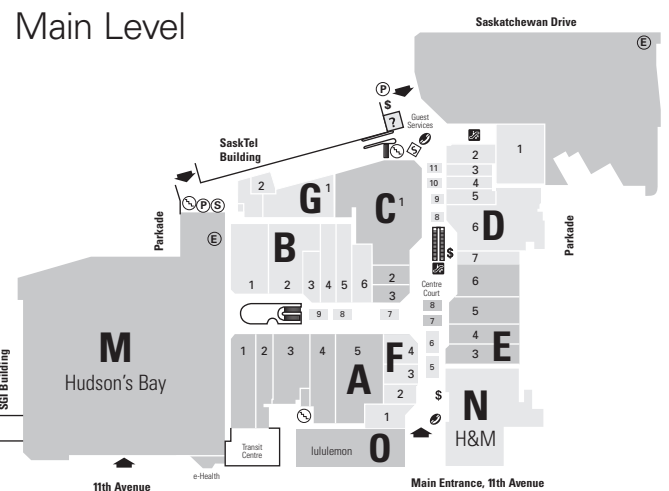 Main Level
Saskatchewan Drive
E
P
$
?
Guest
Services
S
SaskTel
Building
Parkade
P S
E
2
G 1
C 1
2
3
B
1 2 3 4 5 6
9 8 7
11
10
9
8
$
Centre
Court
8
7
6
5
$
1
2
3
4
5
6
D
7
6
5
4
3
E
Parkade
M
Hudson's Bay
SGI Building
11th Avenue
e-Health
1 2 3 4 5
A
F
4
3
2
1
Transit
Centre
lululemon
O
N
H&M
Main Entrance, 11th Avenue